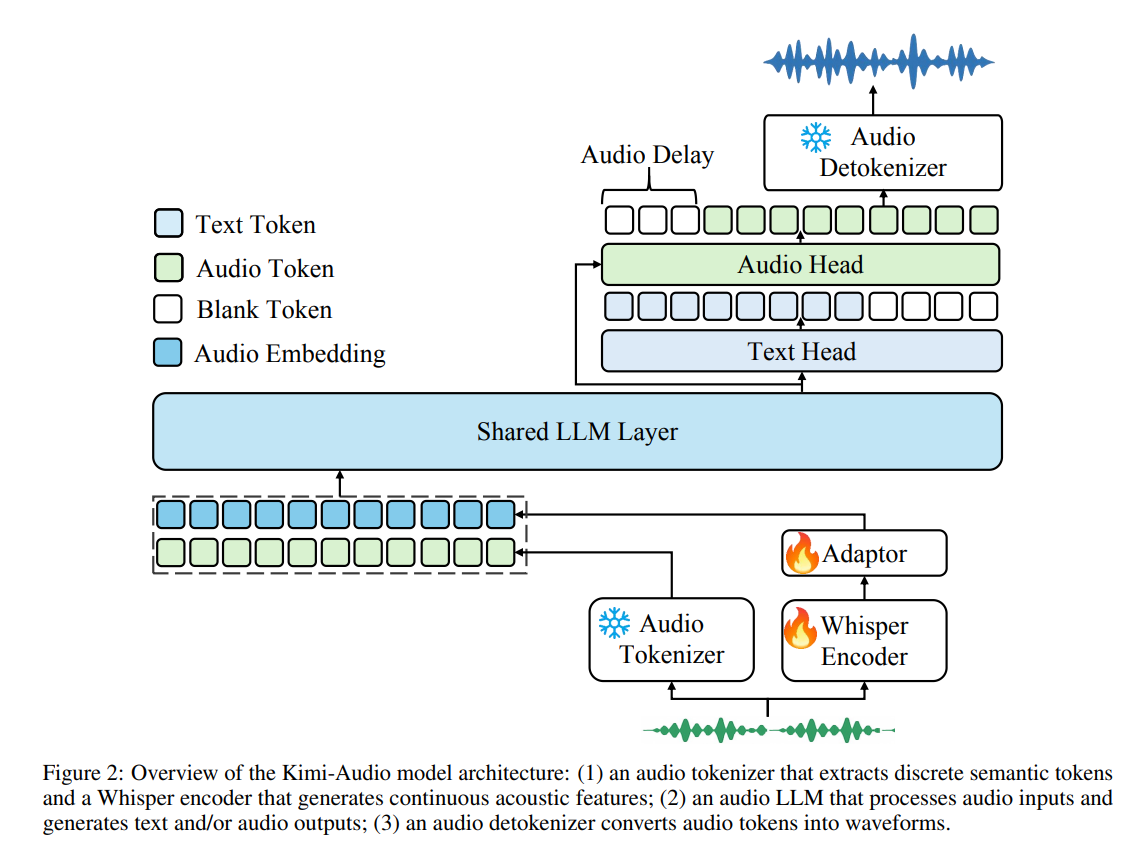 Audio
Detokenizer
Audio Delay
Text Token
Audio Token
Blank Token
Audio Embedding
Audio Head
Text Head
Shared LLM Layer
Adaptor
Audio
Tokenizer
Whisper
Encoder
Figure 2: Overview of the Kimi-Audio model architecture: (1) an audio tokenizer that extracts discrete semantic tokens
and a Whisper encoder that generates continuous acoustic features; (2) an audio LLM that processes audio inputs and
generates text and/or audio outputs; (3) an audio detokenizer converts audio tokens into waveforms.